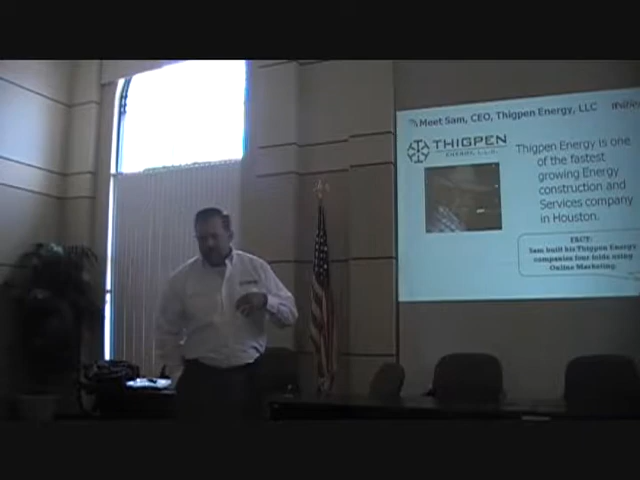 Meet Sam, CEO, Thigpen Energy, LLC
THIGPEN
ENERGY, L.L.C.
Thigpen Energy is one
of the fastest
growing Energy
construction and
Services company
in Houston.
FACT:
Sam built his Thigpen Energy
companies four folds using
Online Marketing.